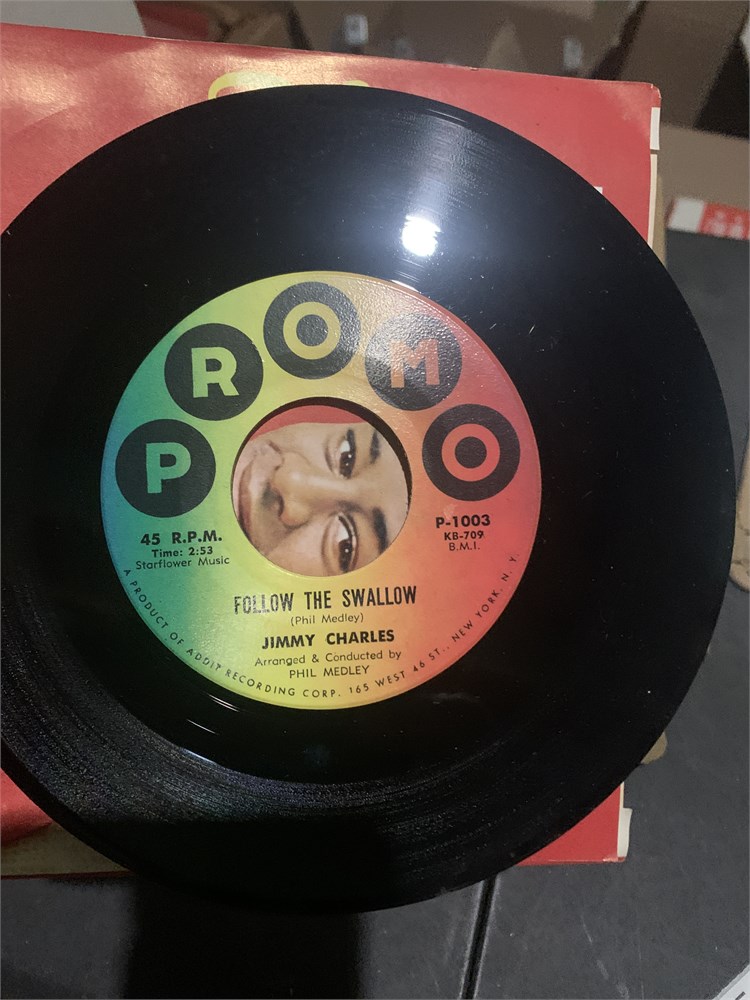 PROMO
45 R.P.M.
Time: 2:53
Starflower Music
P-1003
KB-709
B.M.I.
FOLLOW THE SWALLOW
(Phil Medley)
JIMMY CHARLES
Arranged & Conducted by
PHIL MEDLEY
A PRODUCT OF ADDIT RECORDING CORP. 165 WEST 46 ST., NEW YORK, N. Y.